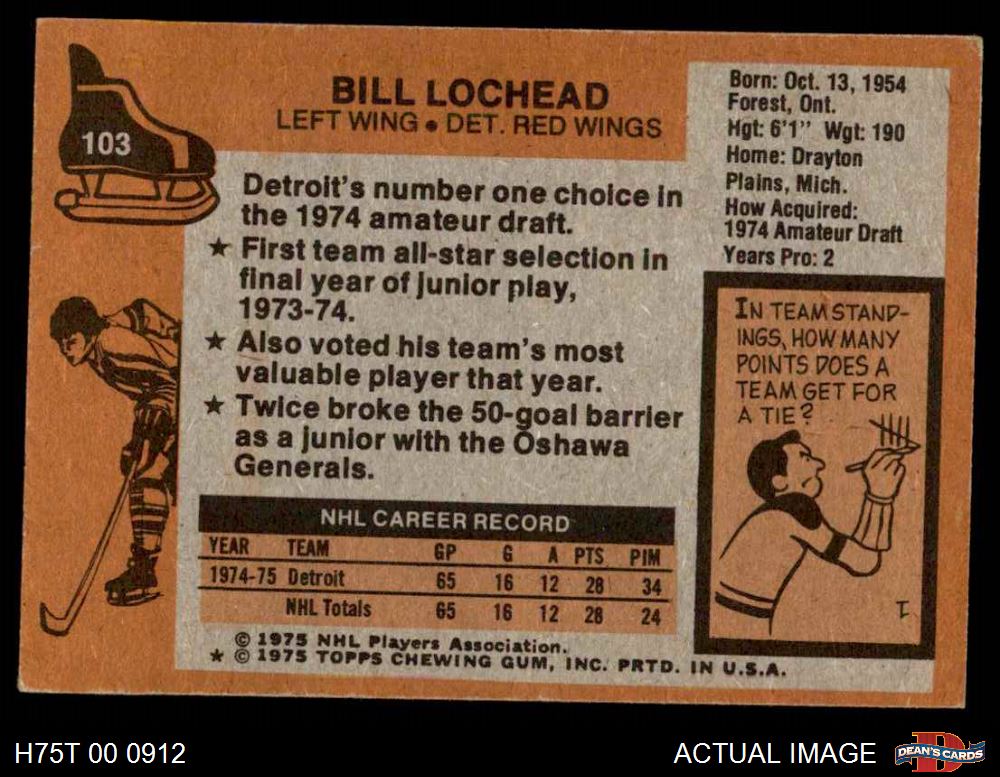 103
BILL LOCHEAD
LEFT WING • DET. RED WINGS
Born: Oct. 13, 1954
Forest, Ont.
Hgt: 6'1" Wgt: 190
Home: Drayton
Plains, Mich.
How Acquired:
1974 Amateur Draft
Years Pro: 2
Detroit's number one choice in
the 1974 amateur draft.
★ First team all-star selection in
final year of junior play,
1973-74.
★ Also voted his team's most
valuable player that year.
★ Twice broke the 50-goal barrier
as a junior with the Oshawa
Generals.
IN TEAM STAND-
INGS, HOW MANY
POINTS DOES A
TEAM GET FOR
A TIE?
NHL CAREER RECORD
YEAR TEAM GP G A PTS PIM
1974-75 Detroit 65 16 12 28 34
NHL Totals 65 16 12 28 24
© 1975 NHL Players Association.
★ © 1975 TOPPS CHEWING GUM, INC. PRTD. IN U.S.A.
H75T 00 0912
ACTUAL IMAGE
D
DEAN'S CARDS